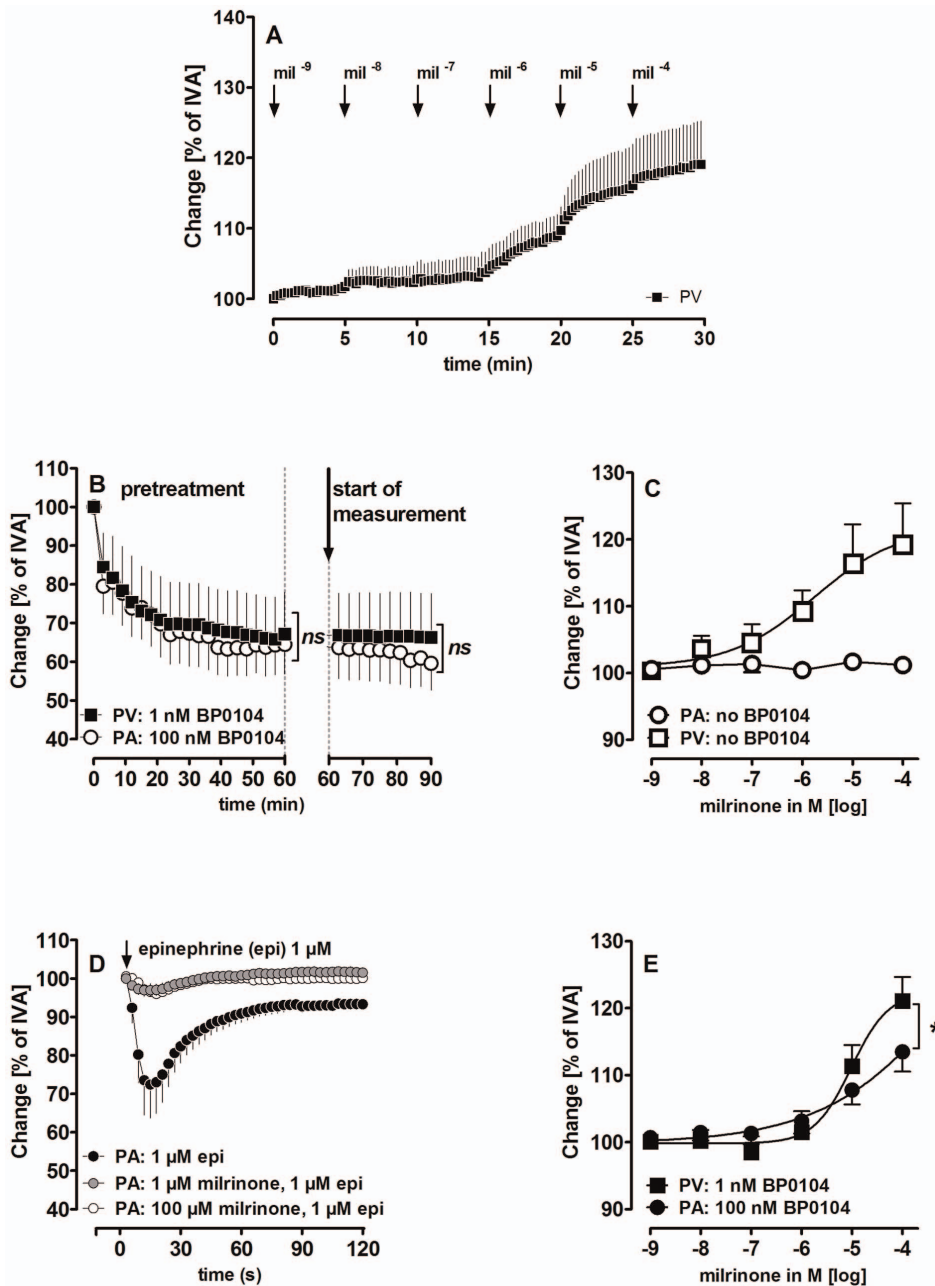 A
mil -9 mil -8 mil -7 mil -6 mil -5 mil -4
Change [% of IVA]
140
130
120
110
100
PV
0 5 10 15 20 25 30
time (min)
B
pretreatment
start of
measurement
Change [% of IVA]
110
100
90
80
70
60
50
40
ns
ns
PV: 1 nM BP0104
PA: 100 nM BP0104
0 10 20 30 40 50 60
60 70 80 90
time (min)
C
Change [% of IVA]
130
120
110
100
90
PA: no BP0104
PV: no BP0104
-9 -8 -7 -6 -5 -4
milrinone in M [log]
D
epinephrine (epi) 1 µM
Change [% of IVA]
110
100
90
80
70
60
50
40
PA: 1 µM epi
PA: 1 µM milrinone, 1 µM epi
PA: 100 µM milrinone, 1 µM epi
0 30 60 90 120
time (s)
E
Change [% of IVA]
130
120
110
100
90
*
PV: 1 nM BP0104
PA: 100 nM BP0104
-9 -8 -7 -6 -5 -4
milrinone in M [log]